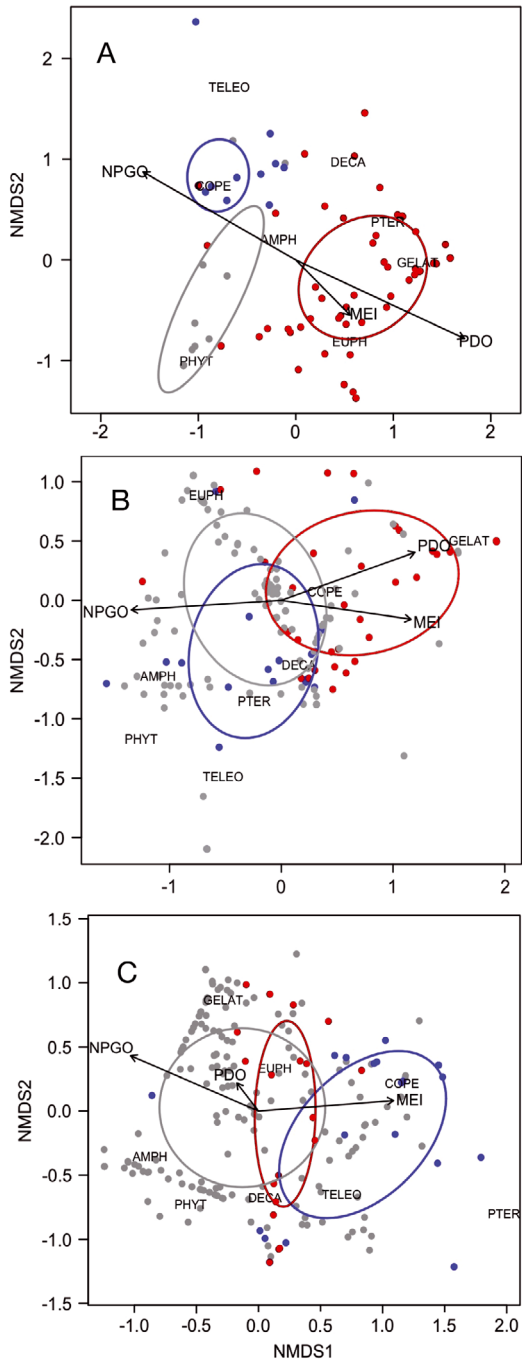 A
TELEO
2
DECA
NPGO
COPE
1
PTER
AMPH
GELAT
0
NMDS2
MEI
PDO
EUPH
PHYT
-1
-2 -1 0 1 2
B
1.0
EUPH
PDO GELAT
0.5
COPE
NPGO
0.0
MEI
NMDS2
DECA
-0.5
AMPH
PTER
-1.0
PHYT
TELEO
-1.5
-2.0
-1 0 1 2
1.5
C
1.0
GELAT
NPGO
0.5
EUPH
PDO
COPE
MEI
NMDS2
0.0
AMPH
-0.5
TELEO
PHYT
DECA
PTER
-1.0
-1.5
-1.0 -0.5 0.0 0.5 1.0 1.5 2.0
NMDS1